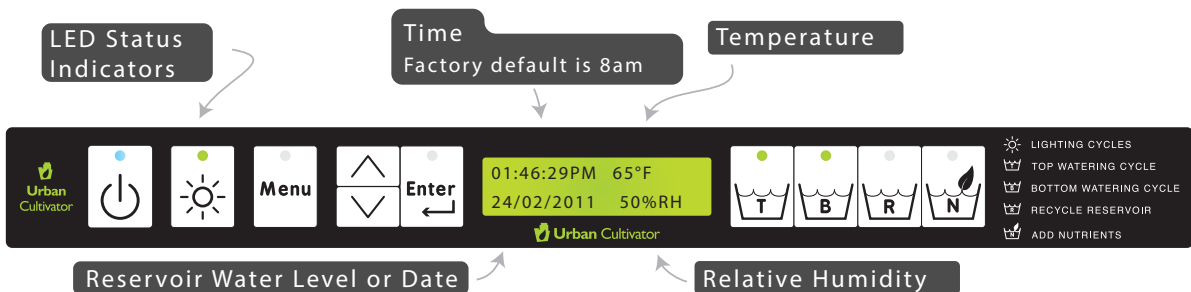 LED Status
Indicators
Time
Factory default is 8am
Temperature
Urban
Cultivator
Menu
Enter
01:46:29PM 65°F
24/02/2011 50%RH
Urban Cultivator
T
B
R
N
LIGHTING CYCLES
T TOP WATERING CYCLE
B BOTTOM WATERING CYCLE
R RECYCLE RESERVOIR
N ADD NUTRIENTS
Reservoir Water Level or Date
Relative Humidity